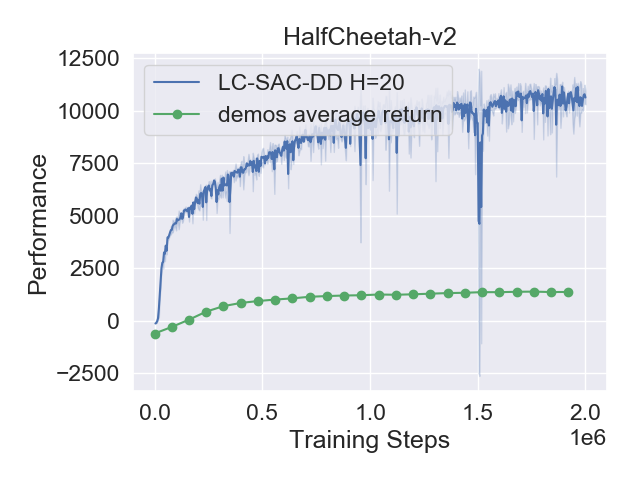 HalfCheetah-v2
12500
10000
7500
5000
2500
0
−2500
Performance
LC-SAC-DD H=20
demos average return
0.0 0.5 1.0 1.5 2.0
1e6
Training Steps